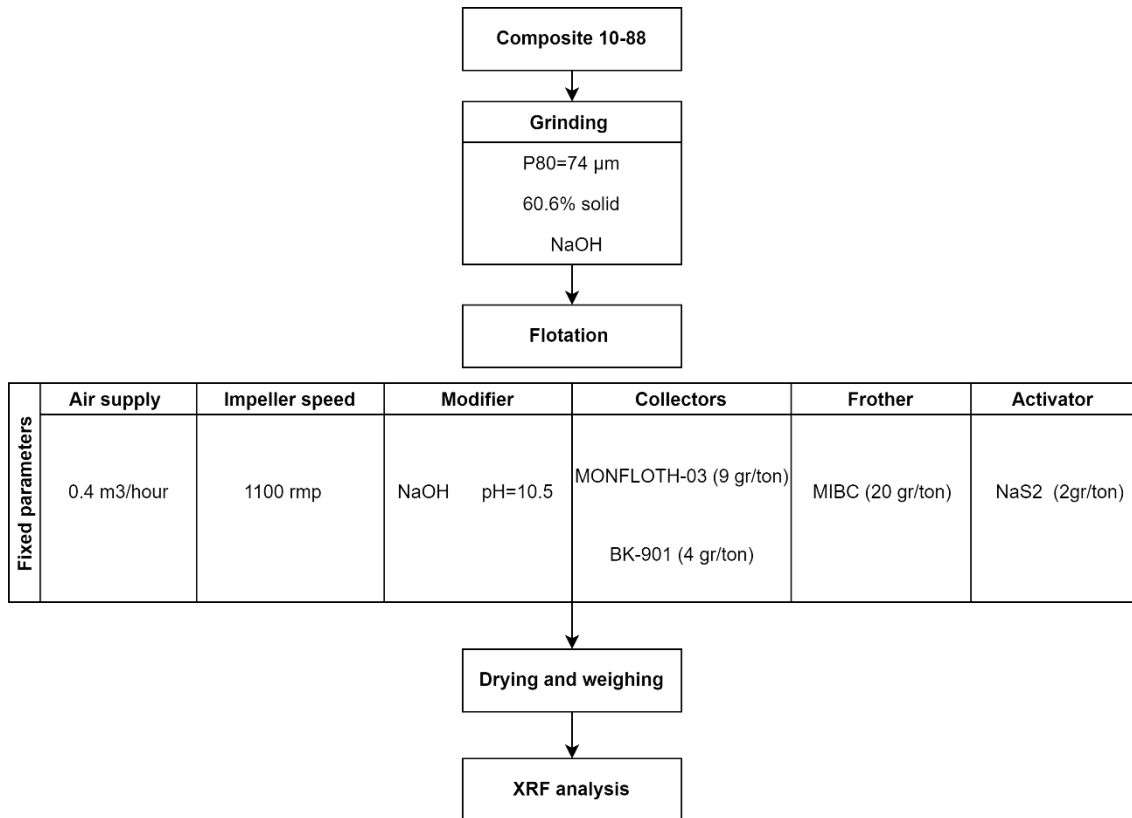 Composite 10-88
Grinding
P80=74 µm
60.6% solid
NaOH
Flotation
Fixed parameters
Air supply
Impeller speed
Modifier
Collectors
Frother
Activator
0.4 m3/hour
1100 rmp
NaOH pH=10.5
MONFLOTH-03 (9 gr/ton)
BK-901 (4 gr/ton)
MIBC (20 gr/ton)
NaS2 (2gr/ton)
Drying and weighing
XRF analysis